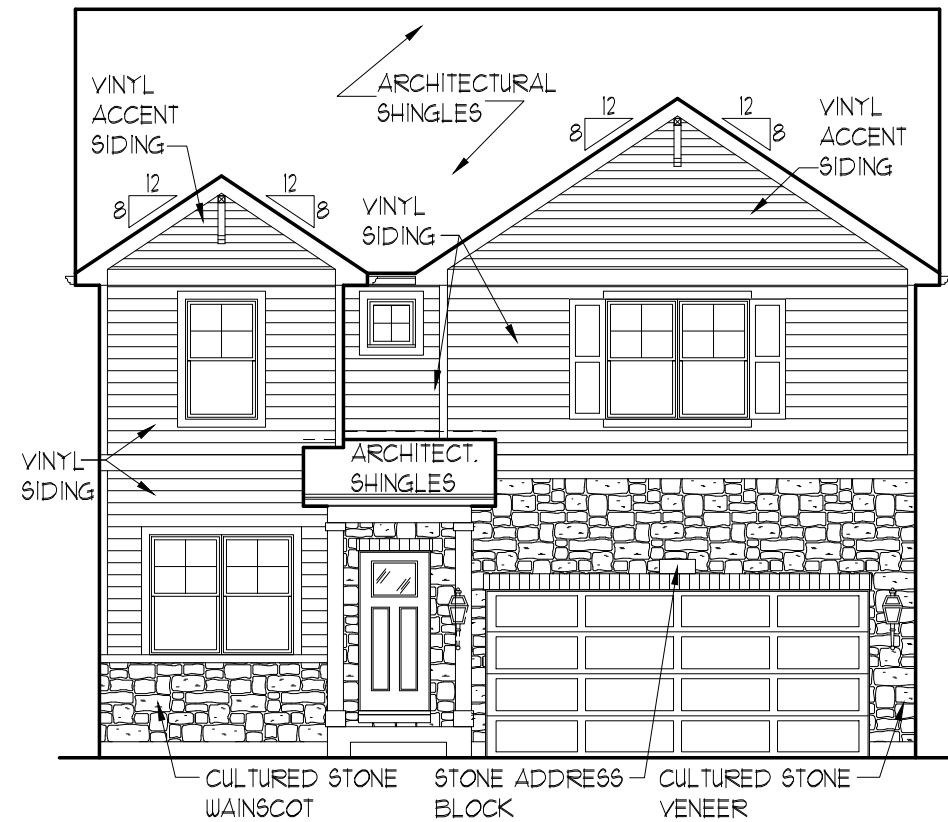 ARCHITECTURAL
SHINGLES
VINYL
ACCENT
SIDING
12
8
12
8
12
8
12
8
VINYL
ACCENT
SIDING
VINYL
SIDING
VINYL
SIDING
ARCHITECT.
SHINGLES
CULTURED STONE
WAINSCOT
STONE ADDRESS
BLOCK
CULTURED STONE
VENEER